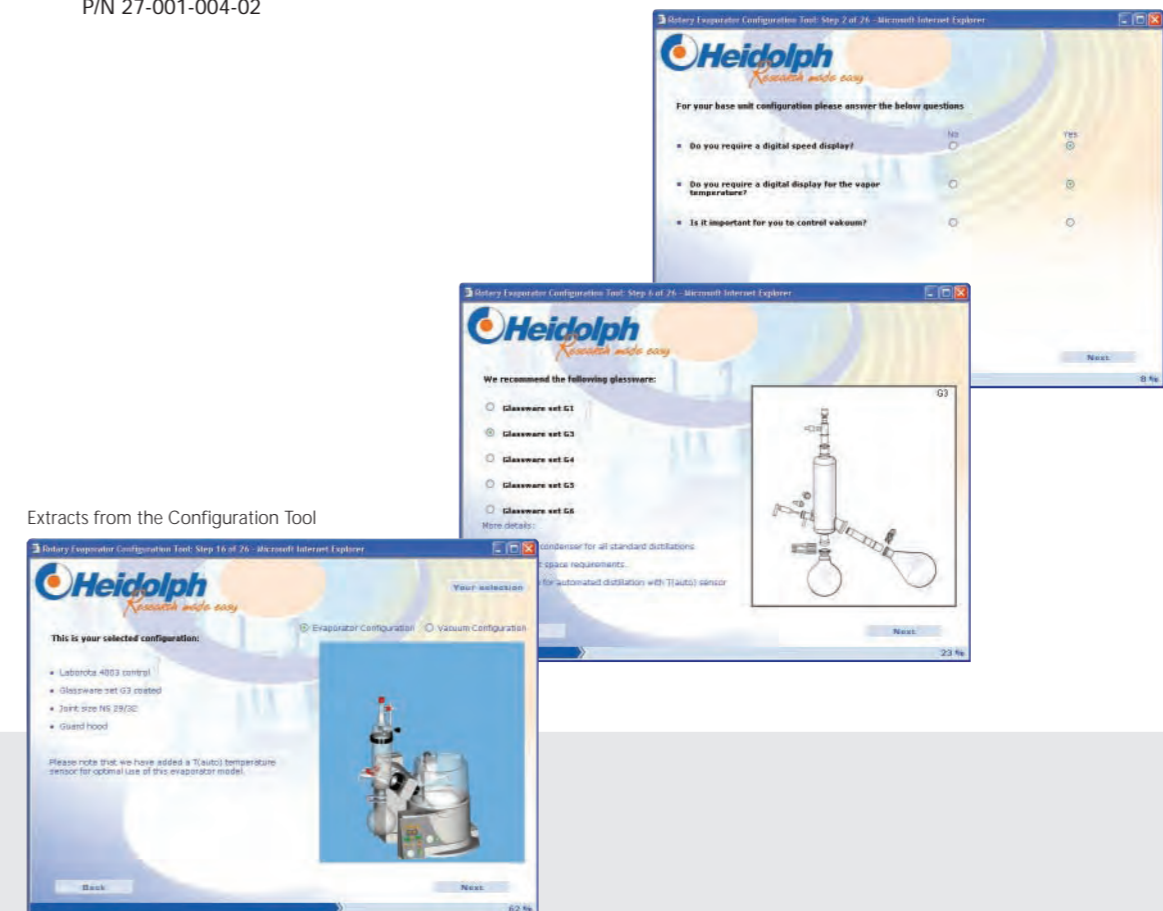 P/N 27-001-004-02
Rotary Evaporator Configuration Tool: Step 2 of 26 - Microsoft Internet Explorer
Heidolph
Research made easy
For your base unit configuration please answer the below questions
No Yes
Do you require a digital speed display?
Do you require a digital display for the vapor
temperature?
Is it important for you to control vakuum?
Next
8 %
Rotary Evaporator Configuration Tool: Step 6 of 26 - Microsoft Internet Explorer
Heidolph
Research made easy
We recommend the following glassware:
Glassware set G1
Glassware set G3
Glassware set G4
Glassware set G5
Glassware set G6
More details:
condenser for all standard distillations
space requirements.
for automated distillation with T(auto) sensor
G3
Next
23 %
Extracts from the Configuration Tool
Rotary Evaporator Configuration Tool: Step 16 of 26 - Microsoft Internet Explorer
Heidolph
Research made easy
Your selection
Evaporator Configuration Vacuum Configuration
This is your selected configuration:
Laborota 4003 control
Glassware set G3 coated
Joint size NS 29/32
Guard hood
Please note that we have added a T(auto) temperature
sensor for optimal use of this evaporator model.
Back Next
62 %